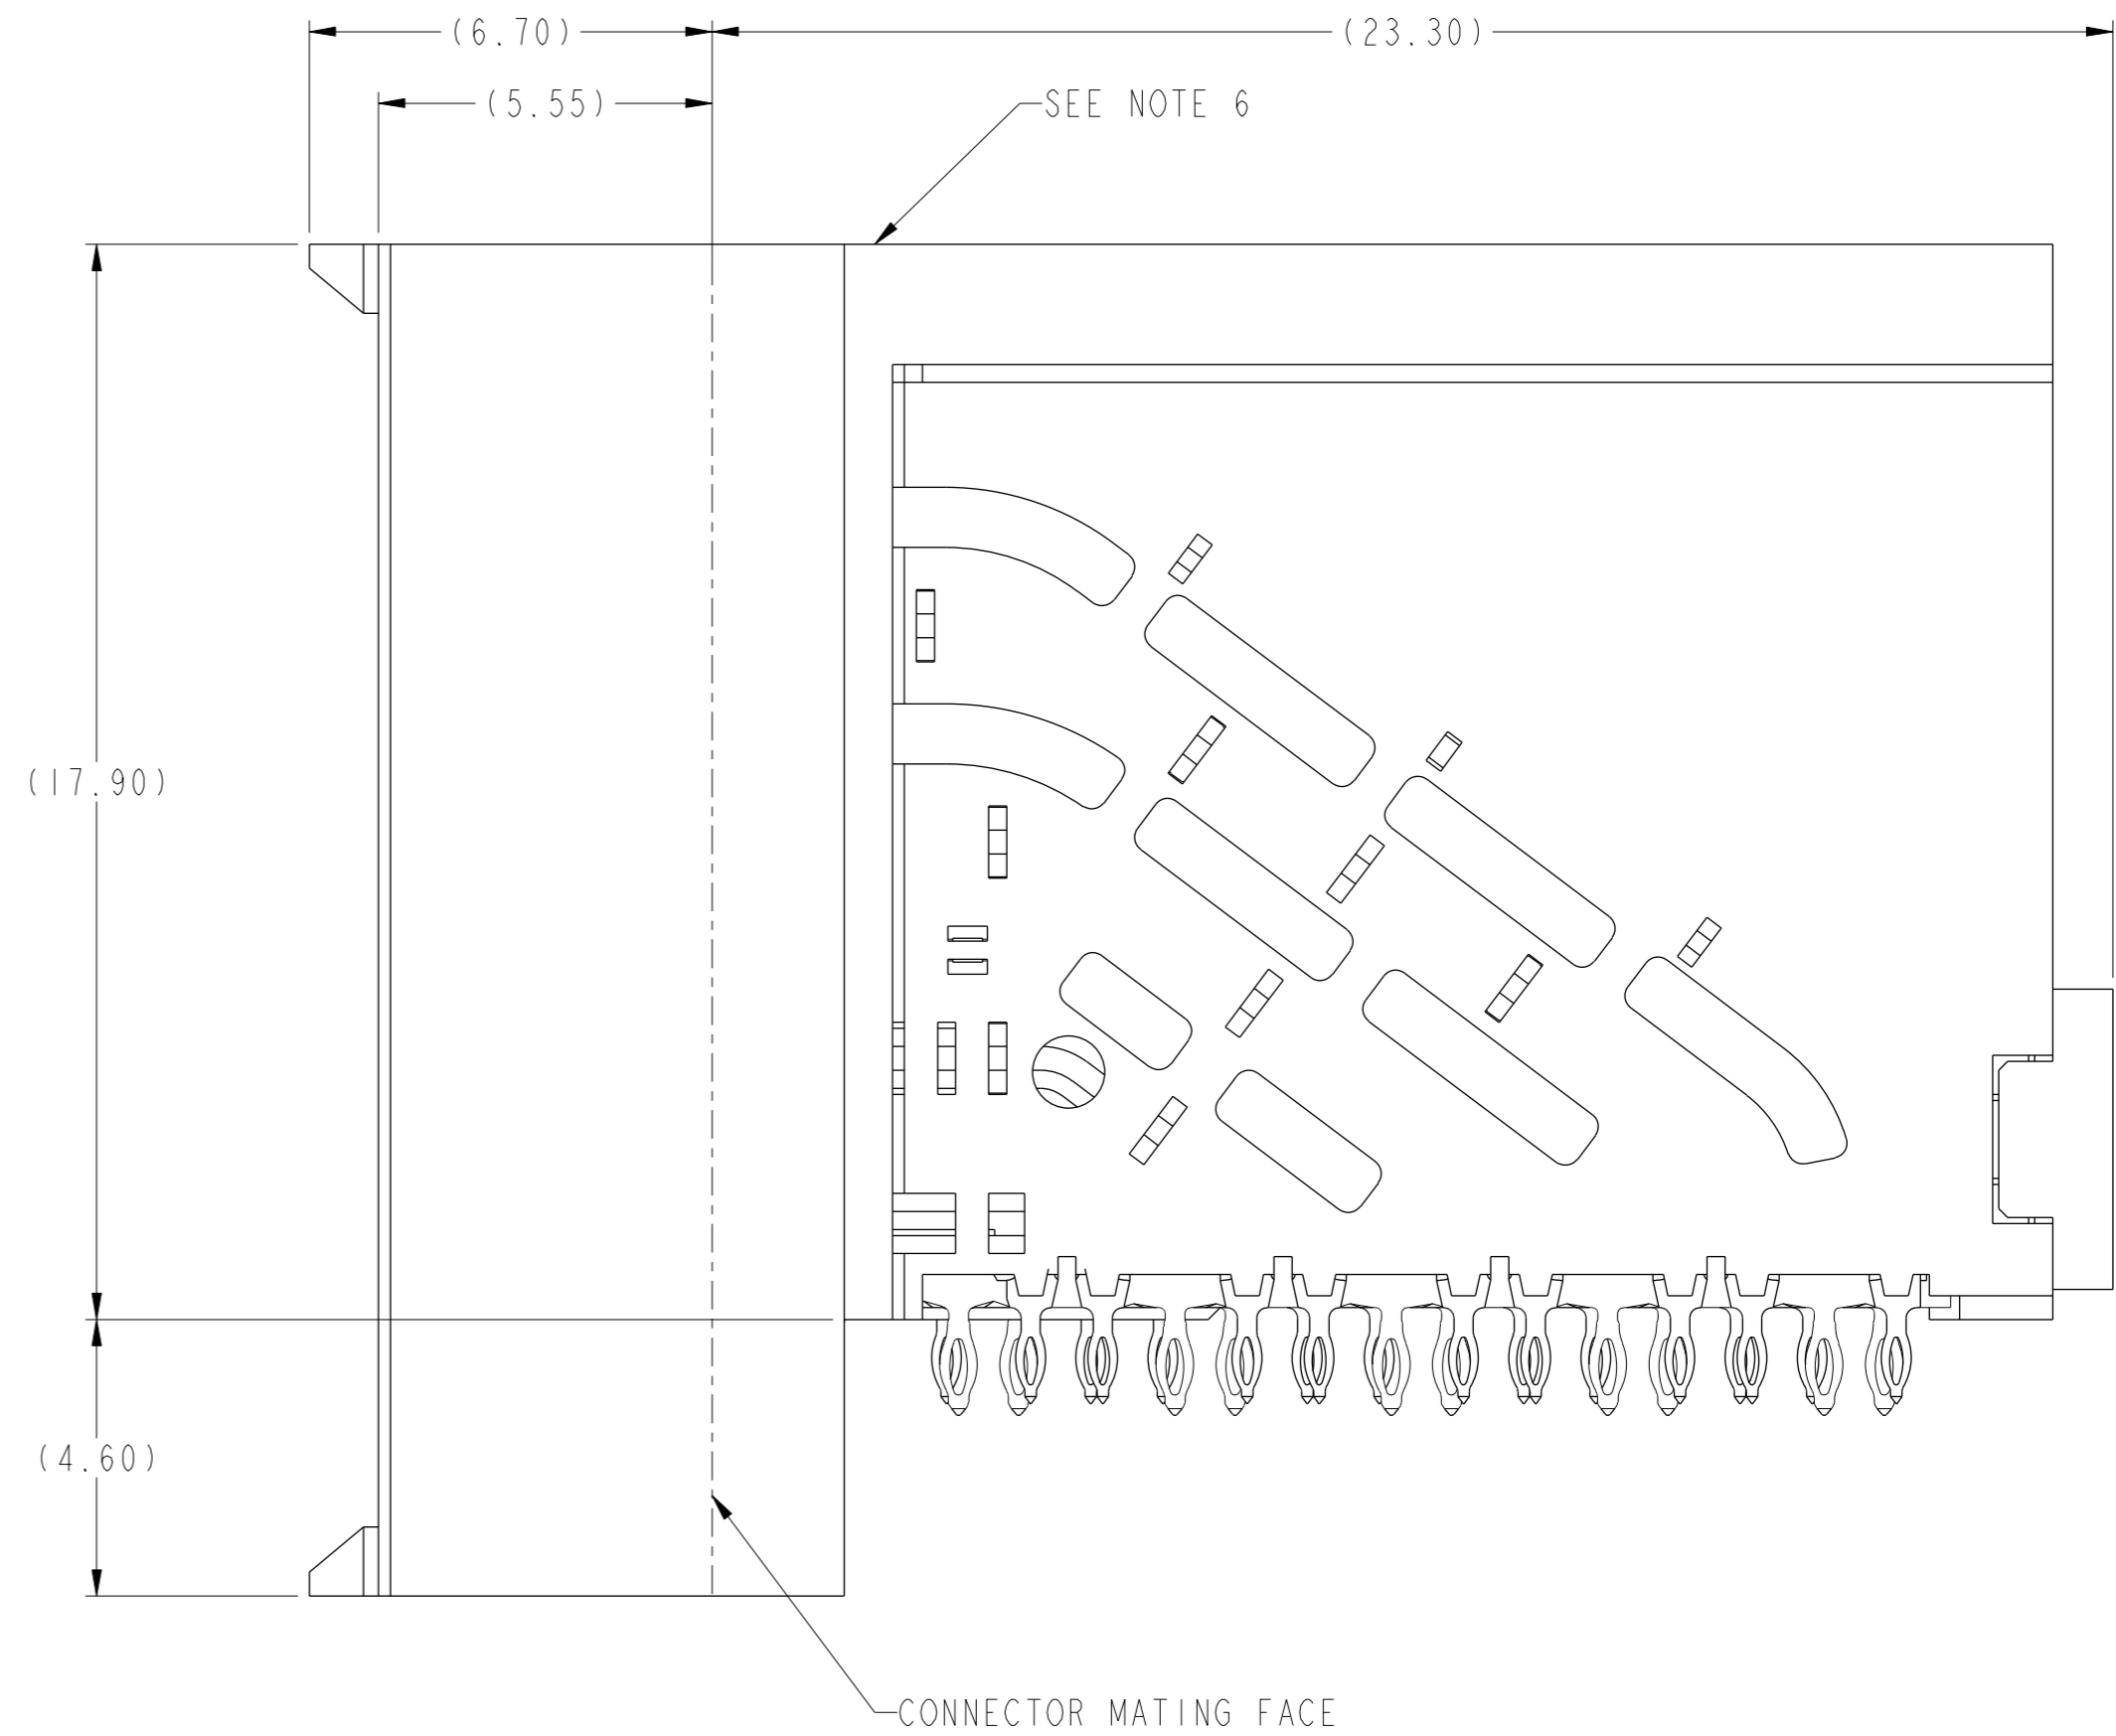 (6.70)
(23.30)
(5.55)
SEE NOTE 6
(17.90)
(4.60)
CONNECTOR MATING FACE